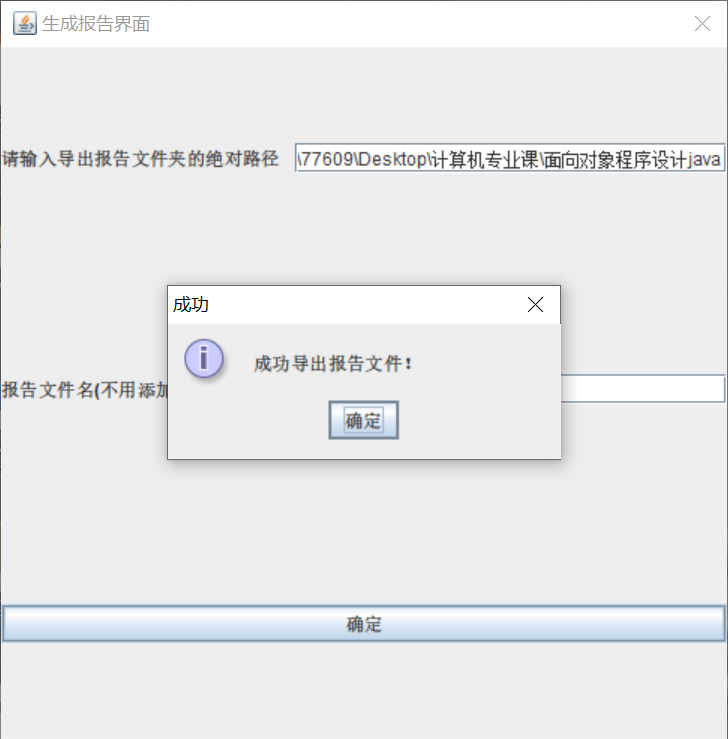 生成报告界面
请输入导出报告文件夹的绝对路径 \77609\Desktop\计算机专业课\面向对象程序设计java
成功
i
成功导出报告文件!
确定
报告文件名(不用添加
确定